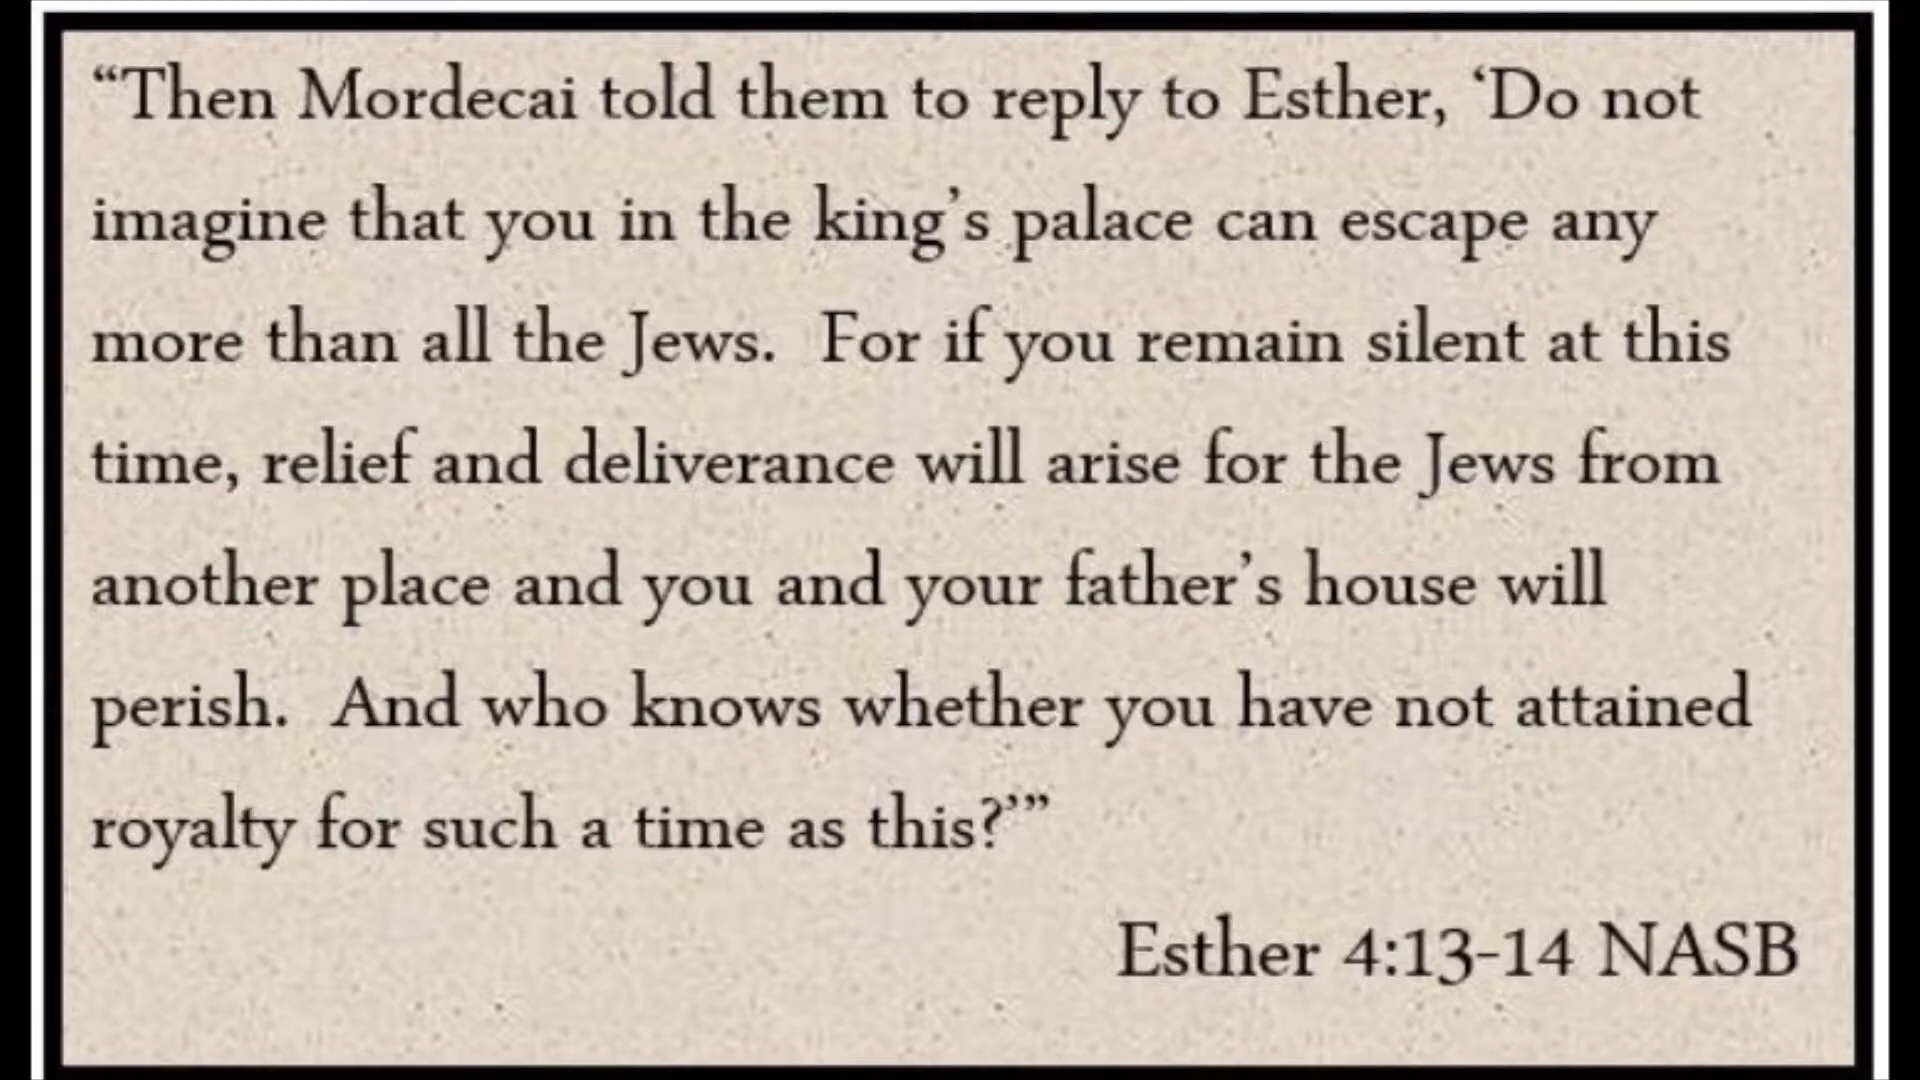 “Then Mordecai told them to reply to Esther, ‘Do not
imagine that you in the king’s palace can escape any
more than all the Jews.  For if you remain silent at this
time, relief and deliverance will arise for the Jews from
another place and you and your father’s house will
perish.  And who knows whether you have not attained
royalty for such a time as this?’”
Esther 4:13-14 NASB